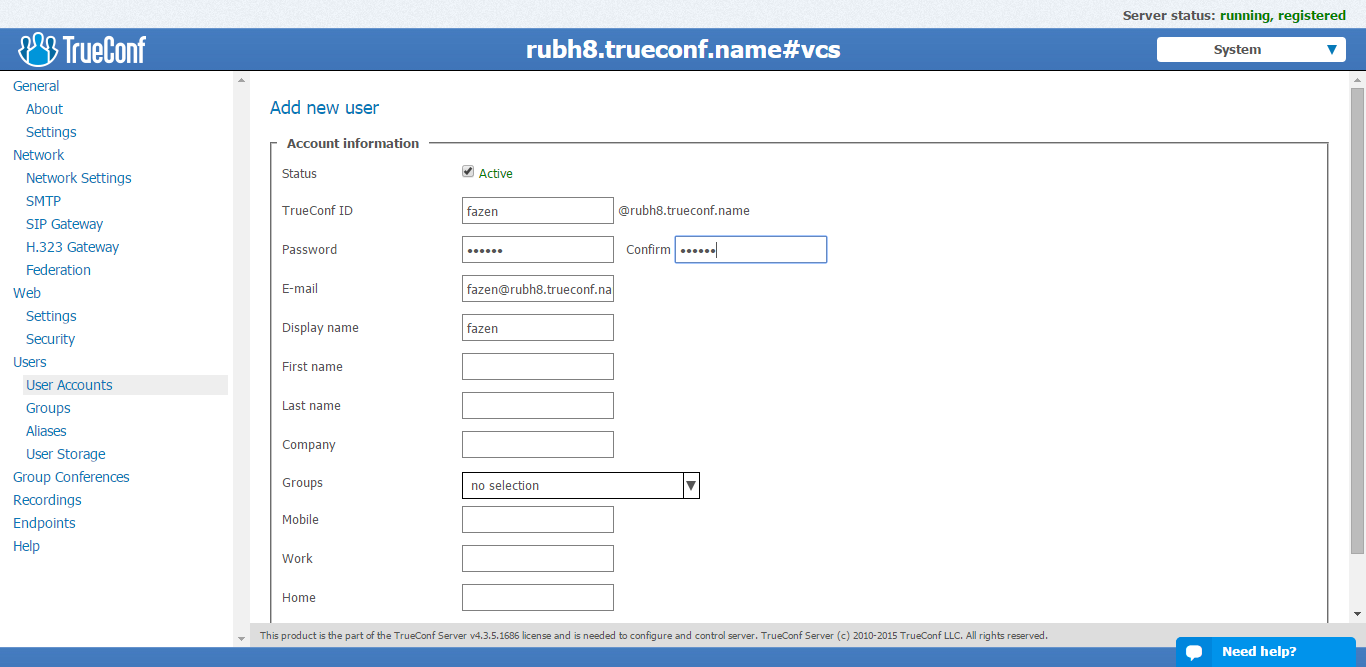 Server status: running, registered
TrueConf
rubh8.trueconf.name#vcs
System
General
About
Settings
Network
Network Settings
SMTP
SIP Gateway
H.323 Gateway
Federation
Web
Settings
Security
Users
User Accounts
Groups
Aliases
User Storage
Group Conferences
Recordings
Endpoints
Help
Add new user
Account information
Status Active
TrueConf ID fazen @rubh8.trueconf.name
Password •••••• Confirm ••••••
E-mail fazen@rubh8.trueconf.na
Display name fazen
First name
Last name
Company
Groups no selection
Mobile
Work
Home
This product is the part of the TrueConf Server v4.3.5.1686 license and is needed to configure and control server. TrueConf Server (c) 2010-2015 TrueConf LLC. All rights reserved.
Need help?